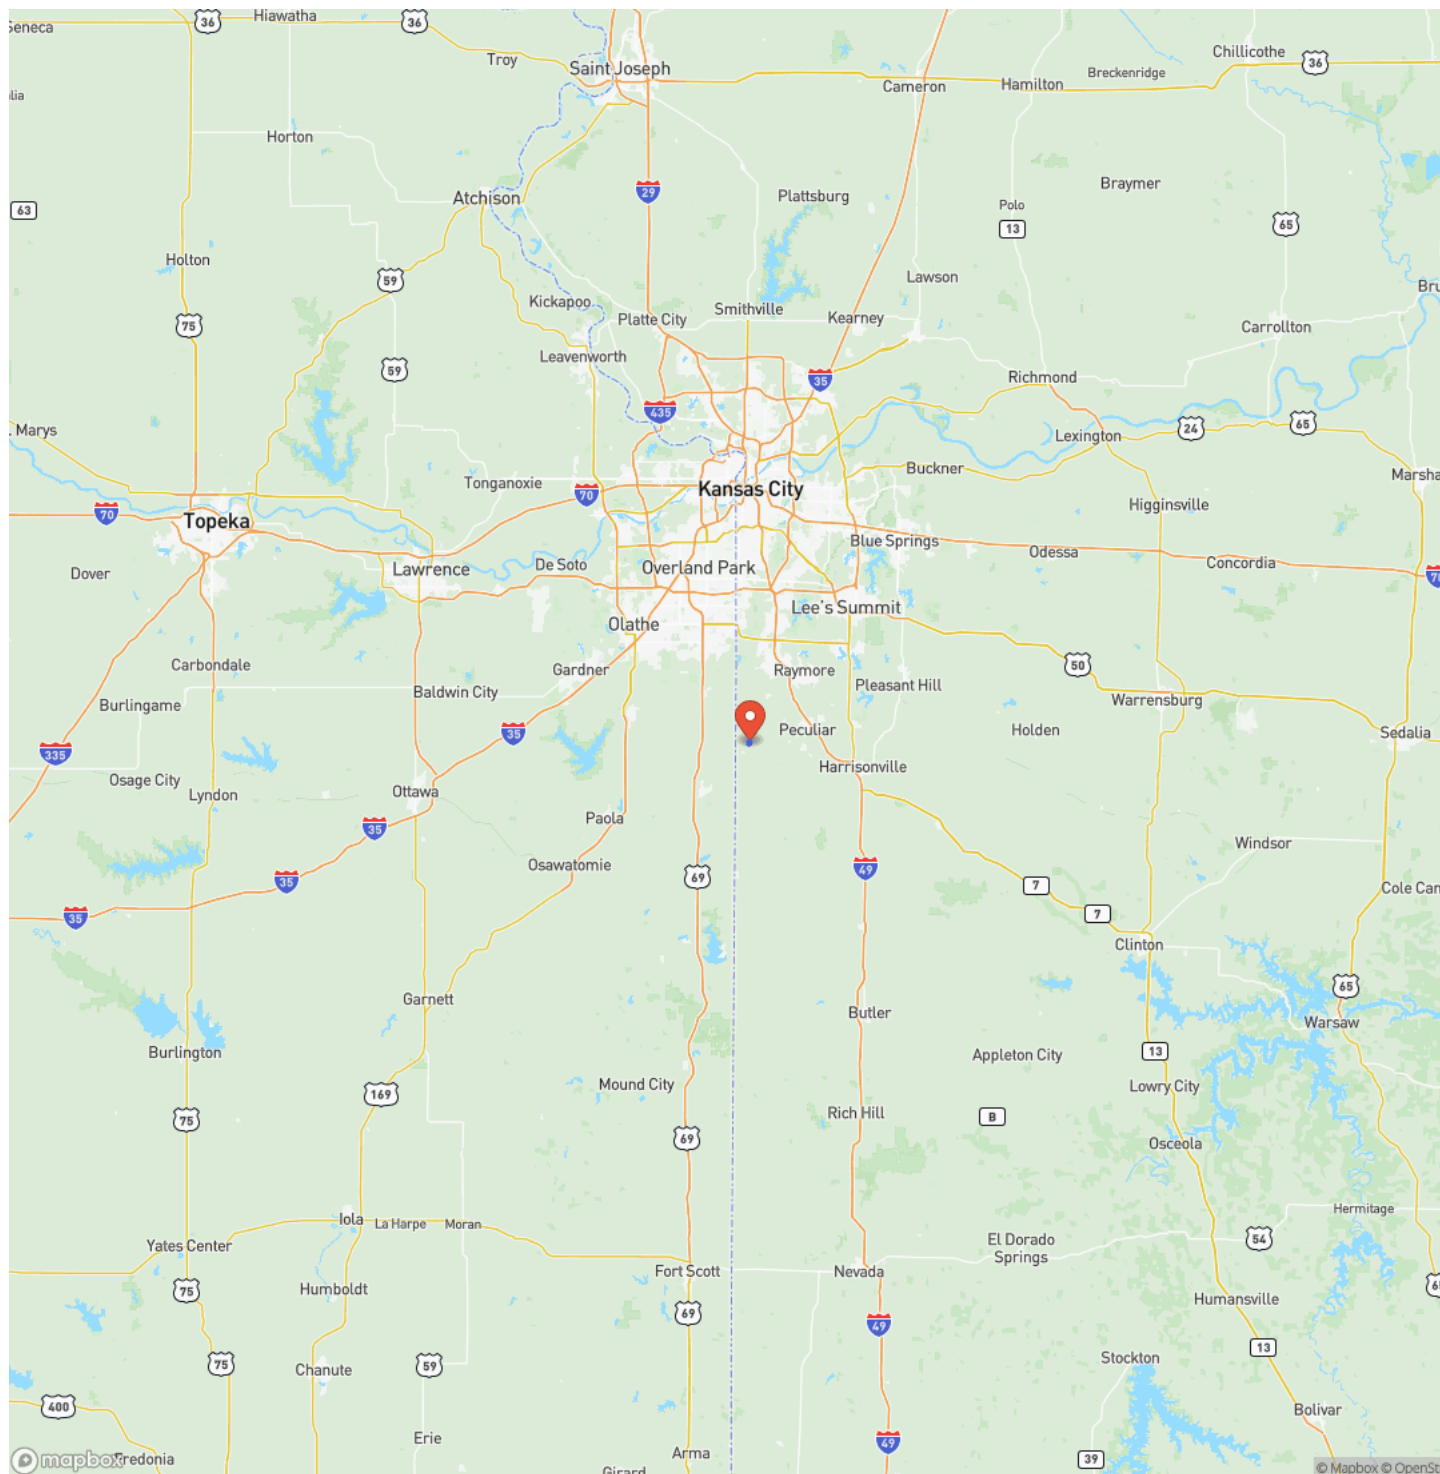 36
Hiawatha
36
Seneca
Troy
Saint Joseph
Chillicothe
36
Breckenridge
Cameron
Hamilton
Horton
Atchison
29
Plattsburg
Braymer
63
Polo
13
65
Holton
59
Lawson
Kickapoo
Smithville
Platte City
Kearney
75
Carrollton
Leavenworth
59
35
Richmond
435
Marys
24
65
Lexington
Buckner
Tonganoxie
70
Kansas City
Marsha
Higginsville
70
Topeka
Blue Springs
Odessa
Concordia
De Soto
Overland Park
Lawrence
Dover
70
Lee's Summit
Olathe
Carbondale
Gardner
Raymore
50
Baldwin City
Pleasant Hill
Burlingame
Warrensburg
35
Peculiar
Holden
Sedalia
335
Harrisonville
Osage City
Lyndon
Ottawa
Paola
35
Windsor
Osawatomie
49
69
35
7
Cole Cam
7
35
Clinton
65
Garnett
Butler
Warsaw
Burlington
13
Appleton City
Mound City
Lowry City
169
Rich Hill
B
75
69
Osceola
Iola
La Harpe
Moran
Hermitage
Yates Center
El Dorado
Springs
54
Fort Scott
Nevada
75
Humboldt
Humansville
69
49
13
75
59
Stockton
Chanute
400
Bolivar
Erie
49
Arma
39
mapbox
Fredonia
Girard
© Mapbox © OpenSt